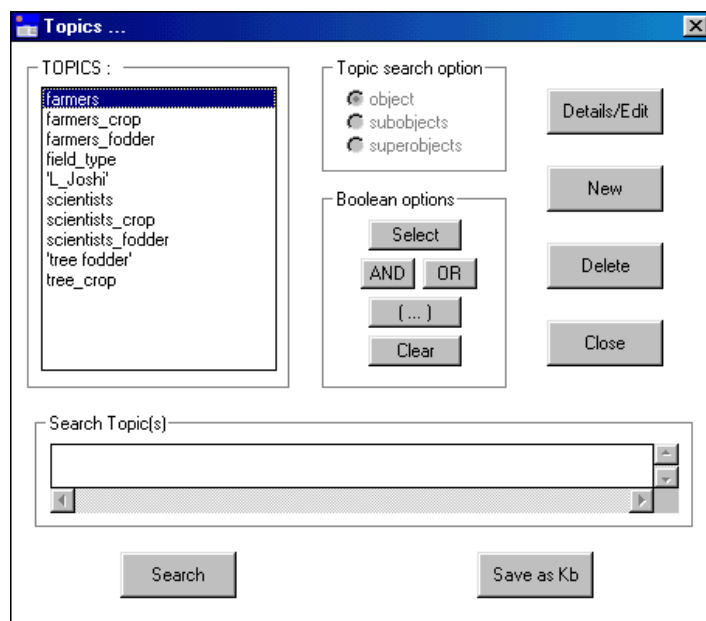 Topics ...
TOPICS :
farmers
farmers_crop
farmers_fodder
field_type
'L_Joshi'
scientists
scientists_crop
scientists_fodder
'tree fodder'
tree_crop
Topic search option
object
subobjects
superobjects
Boolean options
Select
AND OR
( ... )
Clear
Details/Edit
New
Delete
Close
Search Topic(s)
Search
Save as Kb